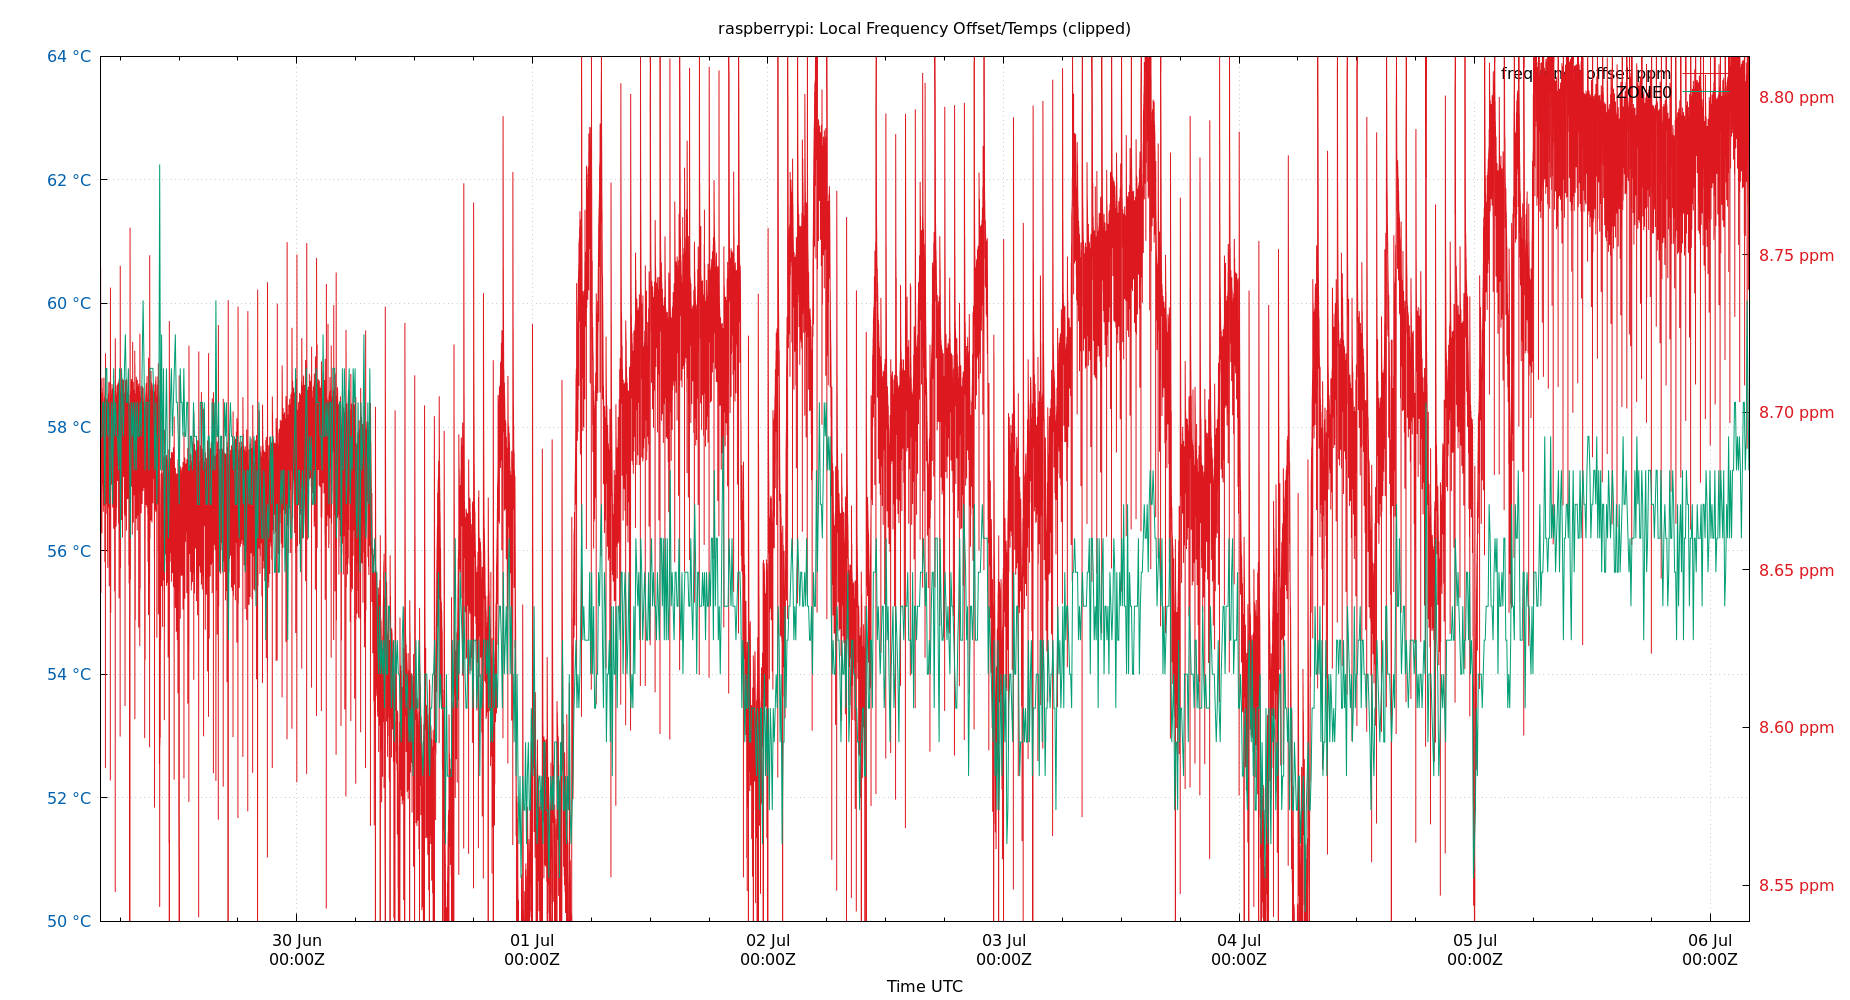 raspberrypi: Local Frequency Offset/Temps (clipped)
64 °C
62 °C
60 °C
58 °C
56 °C
54 °C
52 °C
50 °C
frequency offset ppm
ZONE0
8.80 ppm
8.75 ppm
8.70 ppm
8.65 ppm
8.60 ppm
8.55 ppm
30 Jun
00:00Z
01 Jul
00:00Z
02 Jul
00:00Z
03 Jul
00:00Z
04 Jul
00:00Z
05 Jul
00:00Z
06 Jul
00:00Z
Time UTC